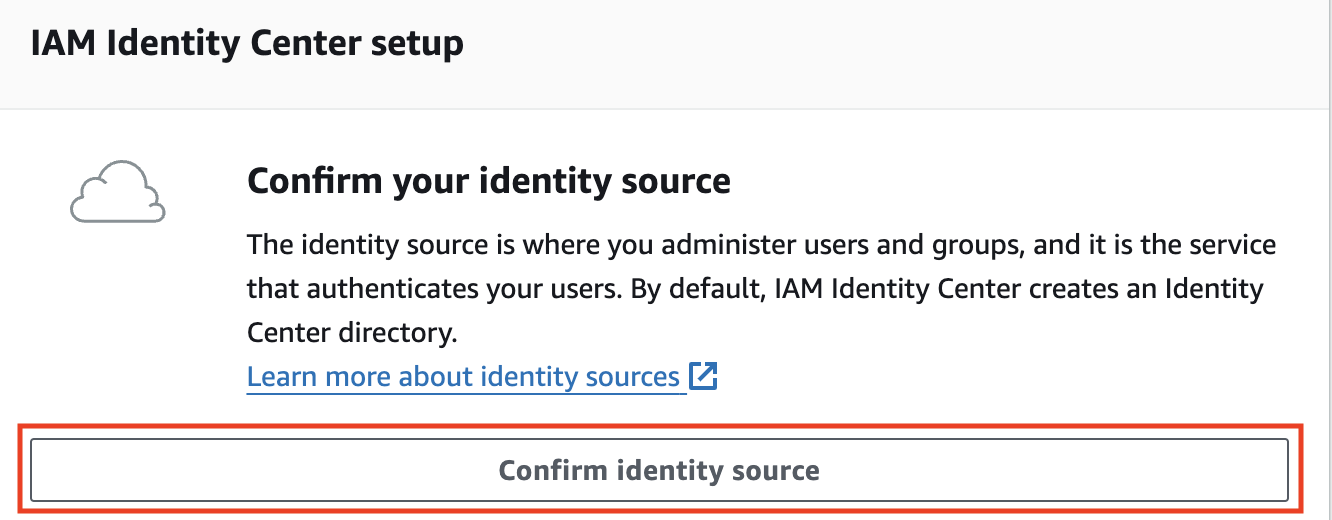 IAM Identity Center setup
Confirm your identity source
The identity source is where you administer users and groups, and it is the service
that authenticates your users. By default, IAM Identity Center creates an Identity
Center directory.
Learn more about identity sources
Confirm identity source